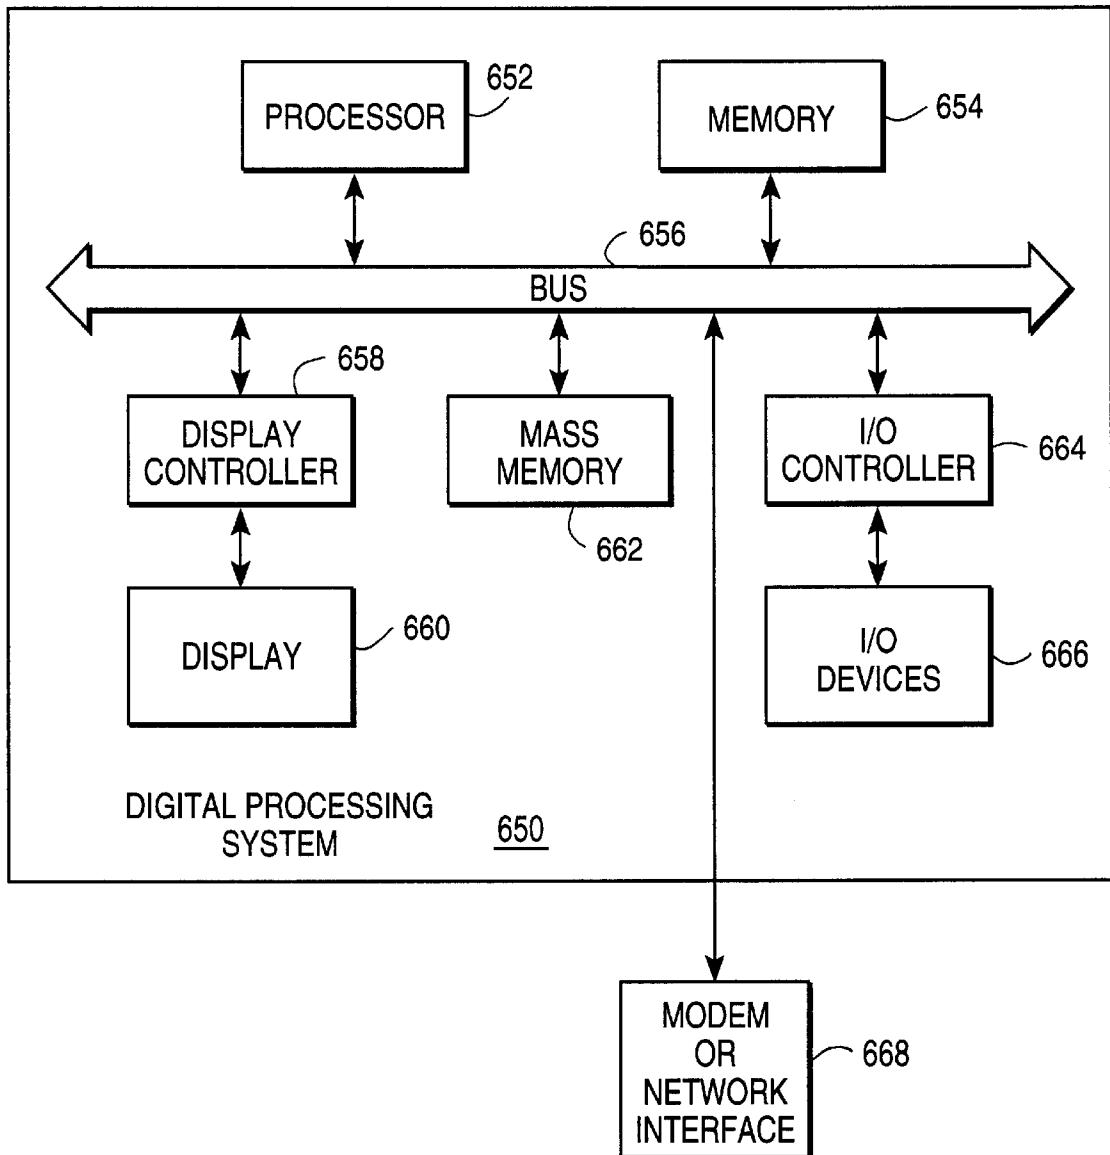 652
PROCESSOR
MEMORY
654
656
BUS
658
DISPLAY
CONTROLLER
MASS
MEMORY
662
I/O
CONTROLLER
664
DISPLAY
660
I/O
DEVICES
666
DIGITAL PROCESSING
SYSTEM
650
MODEM
OR
NETWORK
INTERFACE
668